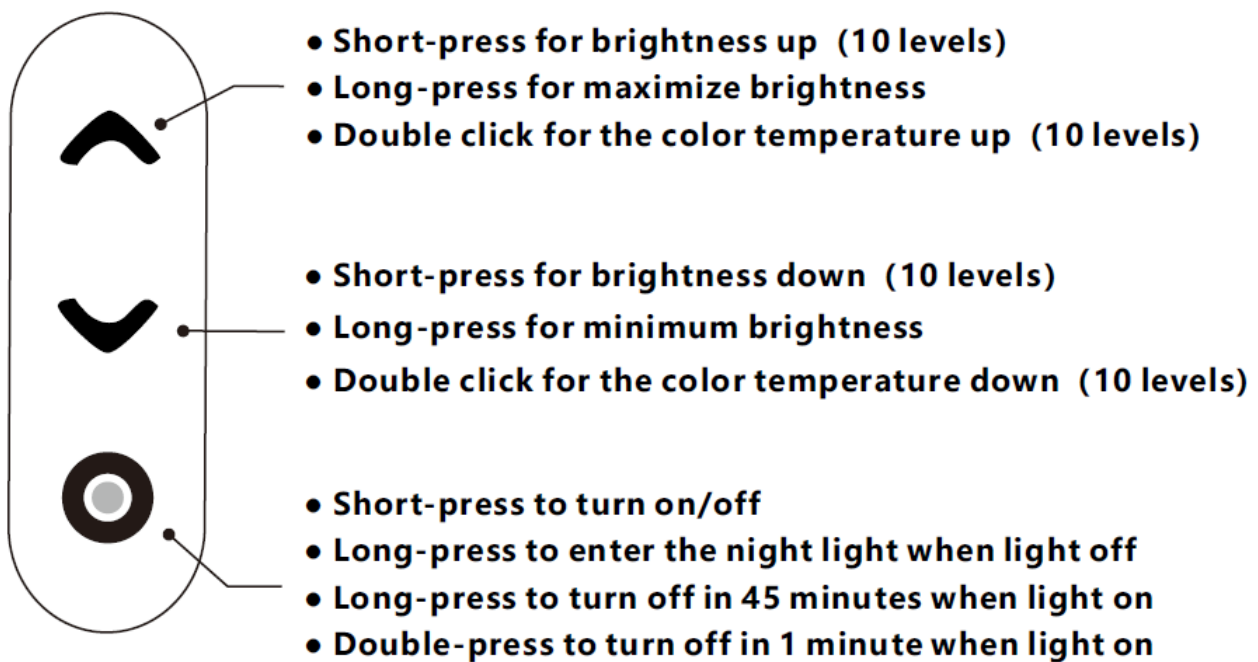 ● Short-press for brightness up (10 levels)
● Long-press for maximize brightness
● Double click for the color temperature up (10 levels)
● Short-press for brightness down (10 levels)
● Long-press for minimum brightness
● Double click for the color temperature down (10 levels)
● Short-press to turn on/off
● Long-press to enter the night light when light off
● Long-press to turn off in 45 minutes when light on
● Double-press to turn off in 1 minute when light on